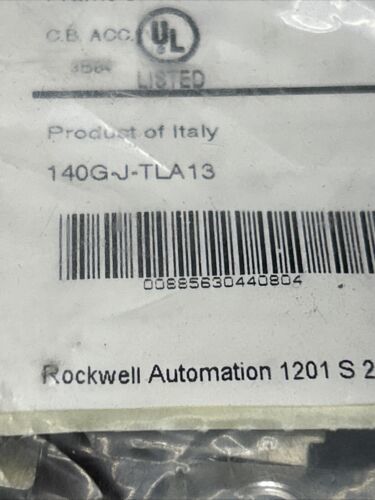 C.B. ACC.
UL
LISTED
Product of Italy
140G-J-TLA13
00885630440804
Rockwell Automation 1201 S 2